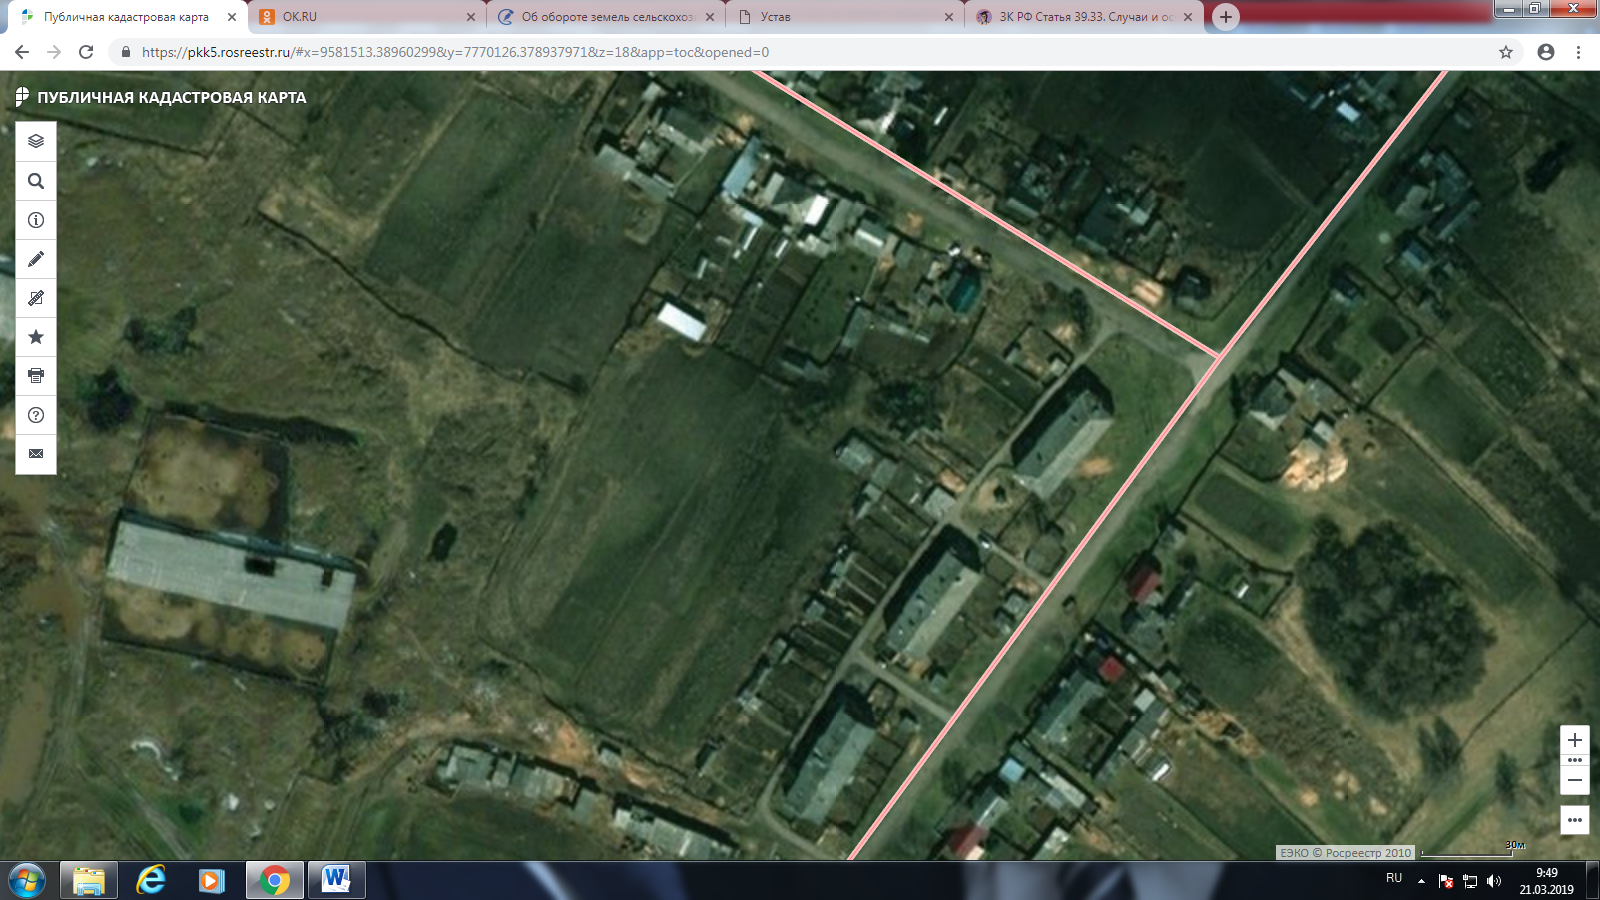 Публичная кадастровая карта
OK.RU
Об обороте земель сельскохоз
Устав
ЗК РФ Статья 39.33. Случаи и ос
https://pkk5.rosreestr.ru/#x=9581513.38960299&y=7770126.378937971&z=18&app=toc&opened=0
ПУБЛИЧНАЯ КАДАСТРОВАЯ КАРТА
ЕЭКО © Росреестр 2010
30м
RU
9:49
21.03.2019